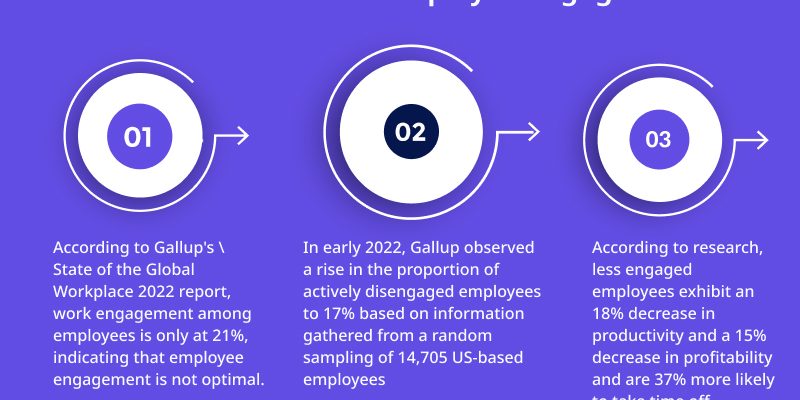 01
02
03
According to Gallup's \
State of the Global
Workplace 2022 report,
work engagement among
employees is only at 21%,
indicating that employee
engagement is not optimal.
In early 2022, Gallup observed
a rise in the proportion of
actively disengaged employees
to 17% based on information
gathered from a random
sampling of 14,705 US-based
employees
According to research,
less engaged
employees exhibit an
18% decrease in
productivity and a 15%
decrease in profitability
and are 37% more likely
to take time off